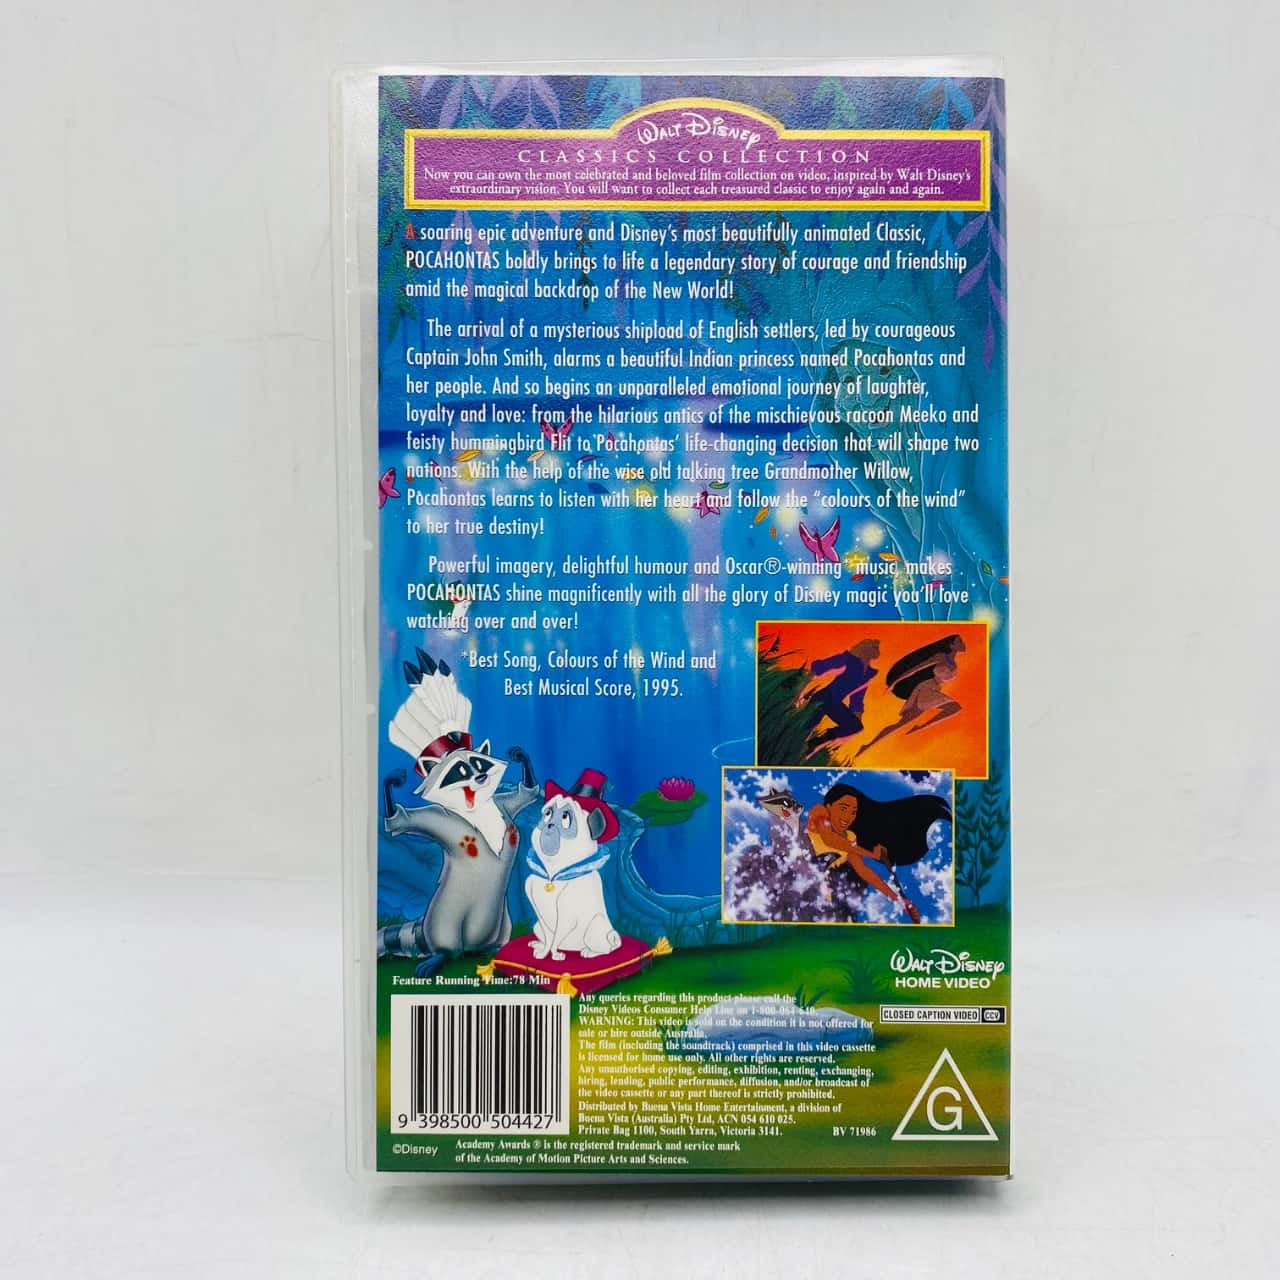 WALT DISNEY
CLASSICS COLLECTION
Now you can own the most celebrated and beloved film collection on video, inspired by Walt Disney's
extraordinary vision. You will want to collect each treasured classic to enjoy again and again.
A soaring epic adventure and Disney's most beautifully animated Classic,
POCAHONTAS boldly brings to life a legendary story of courage and friendship
amid the magical backdrop of the New World!
The arrival of a mysterious shipload of English settlers, led by courageous
Captain John Smith, alarms a beautiful Indian princess named Pocahontas and
her people. And so begins an unparalleled emotional journey of laughter,
loyalty and love: from the hilarious antics of the mischievous racoon Meeko and
feisty hummingbird Flit to Pocahontas' life-changing decision that will shape two
nations. With the help of the wise old talking tree Grandmother Willow,
Pocahontas learns to listen with her heart and follow the "colours of the wind"
to her true destiny!
Powerful imagery, delightful humour and Oscar®-winning* music, makes
POCAHONTAS shine magnificently with all the glory of Disney magic you'll love
watching over and over!
*Best Song, Colours of the Wind and
Best Musical Score, 1995.
WALT DISNEY
HOME VIDEO
Feature Running Time:78 Min
CLOSED CAPTION VIDEO CCV
Any queries regarding this product please call the
Disney Videos Consumer Help Line on 1-800-064-640.
WARNING: This video is sold on the condition it is not offered for
sale or hire outside Australia.
The film (including the soundtrack) comprised in this video cassette
is licensed for home use only. All other rights are reserved.
Any unauthorised copying, editing, exhibition, renting, exchanging,
hiring, lending, public performance, diffusion, and/or broadcast of
the video cassette or any part thereof is strictly prohibited.
Distributed by Buena Vista Home Entertainment, a division of
Buena Vista (Australia) Pty Ltd, ACN 054 610 025.
Private Bag 1100, South Yarra, Victoria 3141.
BV 71986
G
9 398500 504427
©Disney
Academy Awards ® is the registered trademark and service mark
of the Academy of Motion Picture Arts and Sciences.